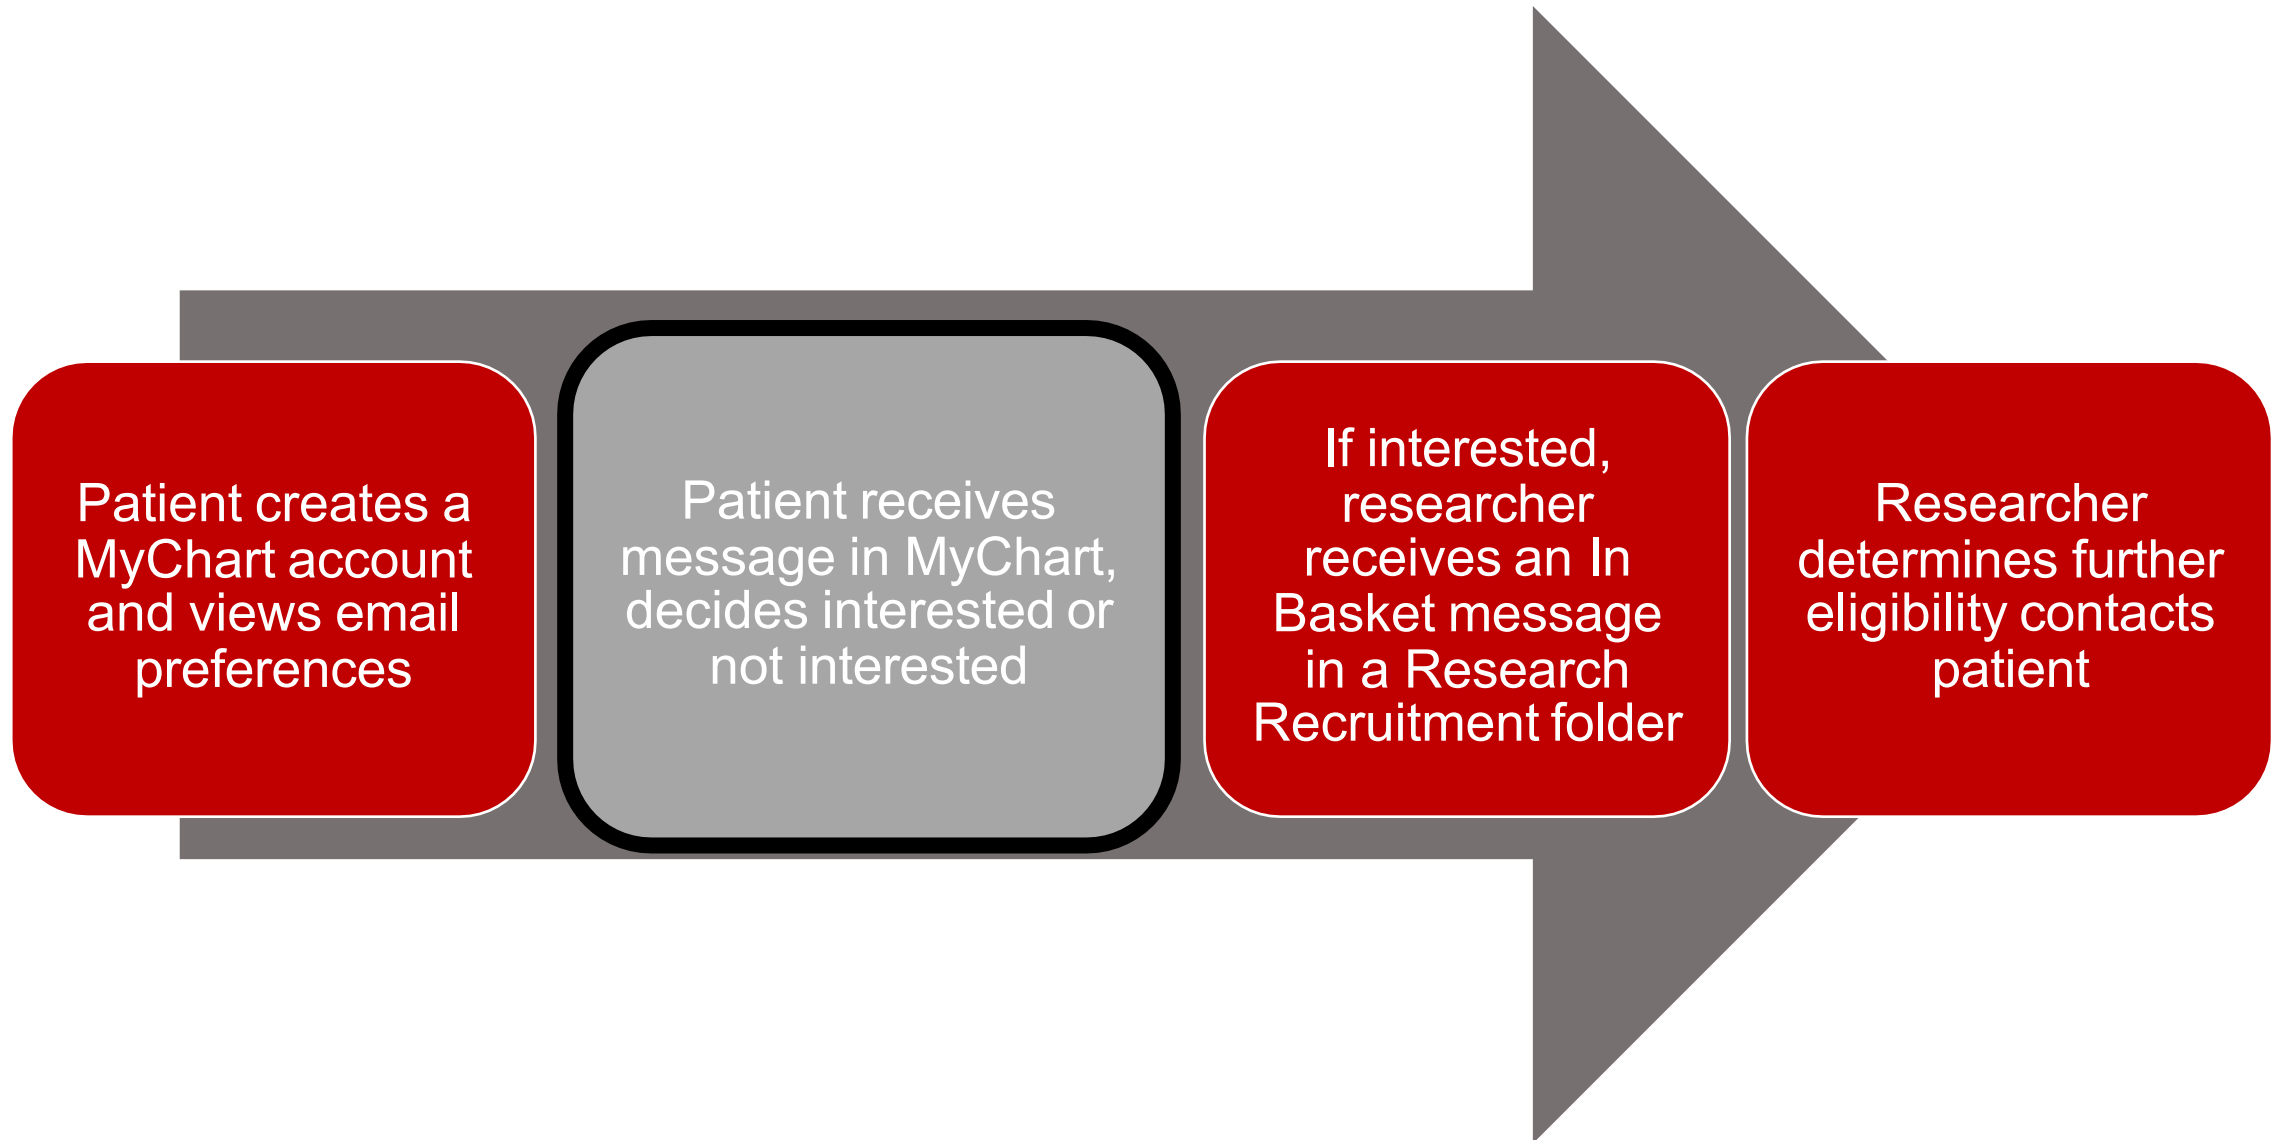 Patient creates a
MyChart account
and views email
preferences
Patient receives
message in MyChart,
decides interested or
not interested
If interested,
researcher
receives an In
Basket message
in a Research
Recruitment folder
Researcher
determines further
eligibility contacts
patient